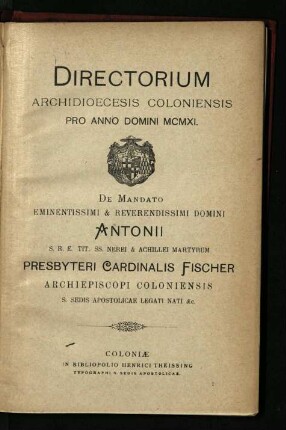 DIRECTORIUM
ARCHIDIOECESIS COLONIENSIS
PRO ANNO DOMINI MCMXI.
DE MANDATO
EMINENTISSIMI & REVERENDISSIMI DOMINI
ANTONII
S. R. E. TIT. SS. NEREI & ACHILLEI MARTYRUM
PRESBYTERI CARDINALIS FISCHER
ARCHIEPISCOPI COLONIENSIS
S. SEDIS APOSTOLICAE LEGATI NATI &c.
COLONIÆ
IN BIBLIOPOLIO HENRICI THEISSING
TYPOGRAPHI S. SEDIS APOSTOLICAE.